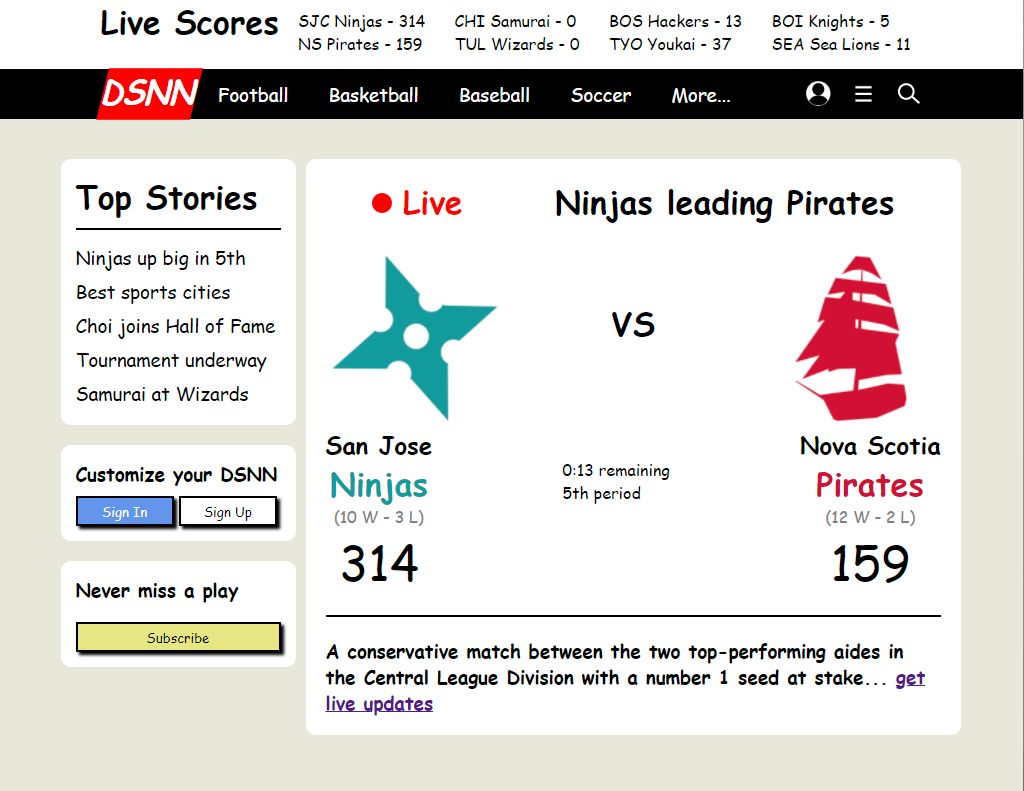 Live Scores
SJC Ninjas - 314
NS Pirates - 159
CHI Samurai - 0
TUL Wizards - 0
BOS Hackers - 13
TYO Youkai - 37
BOI Knights - 5
SEA Sea Lions - 11
DSNN
Football
Basketball
Baseball
Soccer
More...
Top Stories
Ninjas up big in 5th
Best sports cities
Choi joins Hall of Fame
Tournament underway
Samurai at Wizards
Customize your DSNN
Sign In
Sign Up
Never miss a play
Subscribe
Live
Ninjas leading Pirates
VS
San Jose
Ninjas
(10 W - 3 L)
314
0:13 remaining
5th period
Nova Scotia
Pirates
(12 W - 2 L)
159
A conservative match between the two top-performing aides in
the Central League Division with a number 1 seed at stake... get
live updates